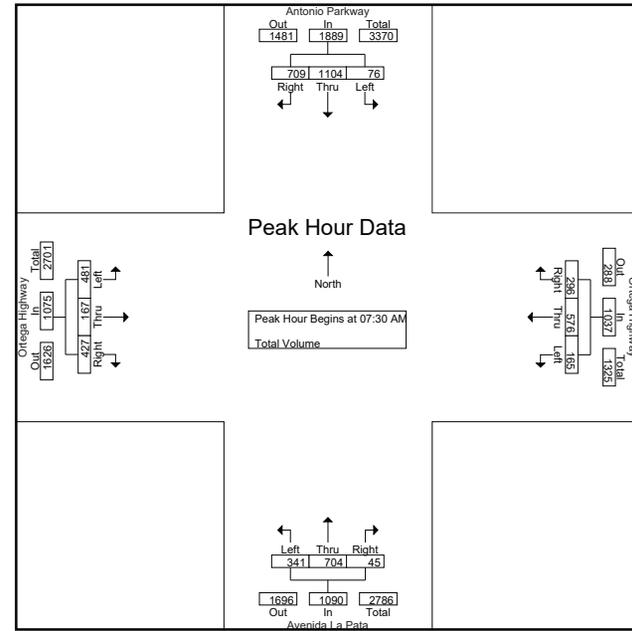 Antonio Parkway
Out In Total
1481 1889 3370
709 1104 76
Right Thru Left
Peak Hour Data
North
Peak Hour Begins at 07:30 AM
Total Volume
Ortega Highway
Total In Out
2701 1075 1626
481 167 427
Left Thru Right
Right Thru Left
296 576 165
Out In Total
288 1037 1325
Ortega Highway
Left Thru Right
341 704 45
1696 1090 2786
Out In Total
Avenida La Pata